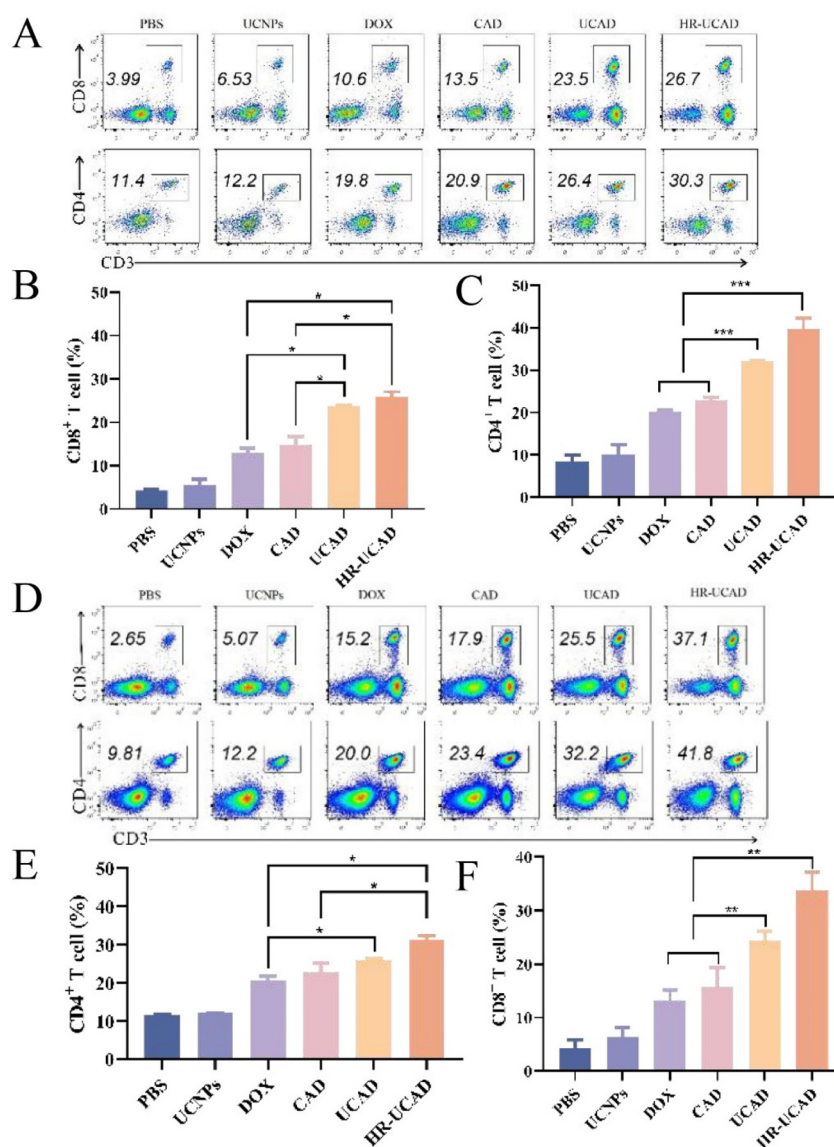 A
PBS UCNPs DOX CAD UCAD HR-UCAD
CD8
3.99 6.53 10.6 13.5 23.5 26.7
CD4
11.4 12.2 19.8 20.9 26.4 30.3
CD3
B
CD8+ T cell (%)
50
40
30
20
10
0
# 
*
*
*
PBS UCNPs DOX CAD UCAD HR-UCAD
C
CD4+ T cell (%)
50
40
30
20
10
0
***
***
PBS UCNPs DOX CAD UCAD HR-UCAD
D
PBS UCNPs DOX CAD UCAD HR-UCAD
CD8
2.65 5.07 15.2 17.9 25.5 37.1
CD4
9.81 12.2 20.0 23.4 32.2 41.8
CD3
E
CD4+ T cell (%)
50
40
30
20
10
0
*
*
*
PBS UCNPs DOX CAD UCAD HR-UCAD
F
CD8+ T cell (%)
40
30
20
10
0
**
**
PBS UCNPs DOX CAD UCAD HR-UCAD